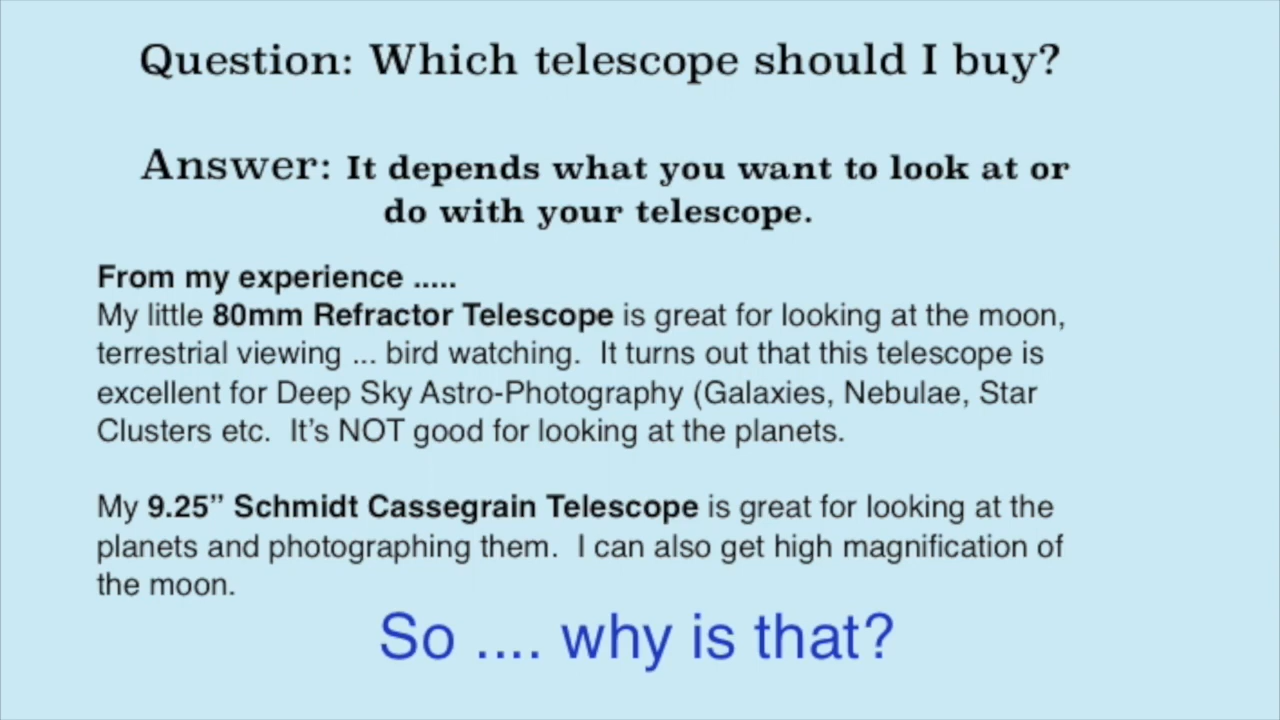 Question: Which telescope should I buy?
Answer: It depends what you want to look at or
do with your telescope.
From my experience .....
My little 80mm Refractor Telescope is great for looking at the moon,
terrestrial viewing ... bird watching.  It turns out that this telescope is
excellent for Deep Sky Astro-Photography (Galaxies, Nebulae, Star
Clusters etc.  It’s NOT good for looking at the planets.
My 9.25” Schmidt Cassegrain Telescope is great for looking at the
planets and photographing them.  I can also get high magnification of
the moon.
So .... why is that?